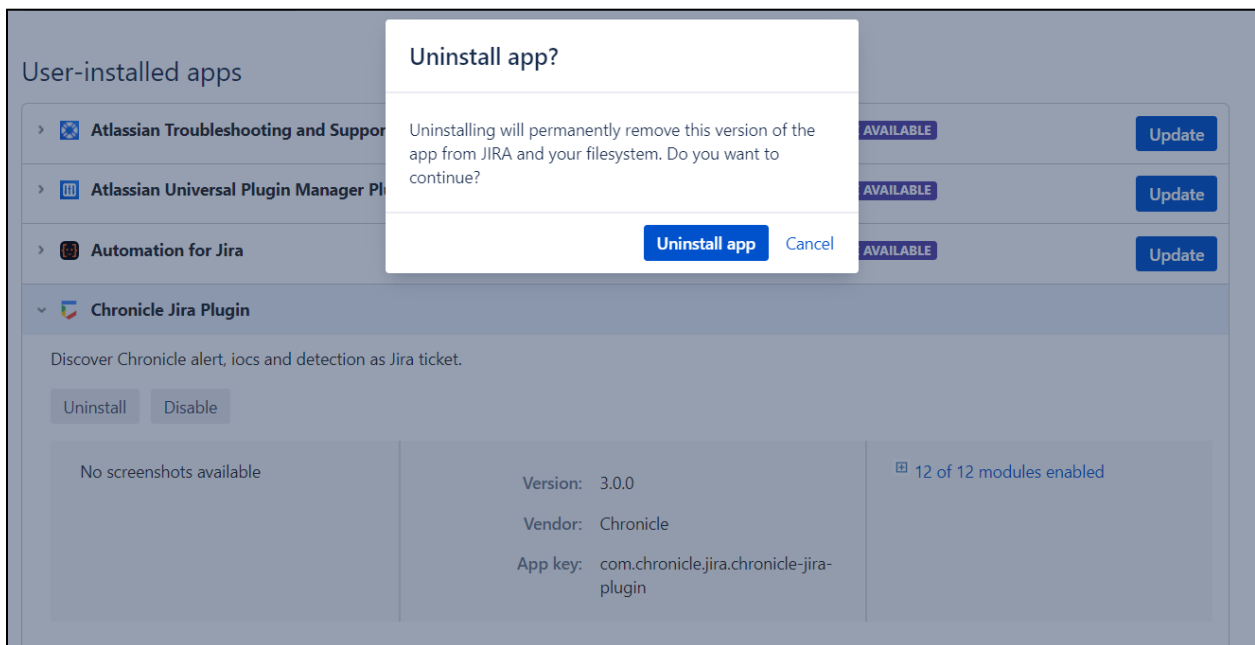 Uninstall app?
Uninstalling will permanently remove this version of the
app from JIRA and your filesystem. Do you want to
continue?
Uninstall app Cancel
User-installed apps
Atlassian Troubleshooting and Suppor AVAILABLE Update
Atlassian Universal Plugin Manager AVAILABLE Update
Automation for Jira AVAILABLE Update
Chronicle Jira Plugin
Discover Chronicle alert, iocs and detection as Jira ticket.
Uninstall Disable
No screenshots available
Version: 3.0.0
Vendor: Chronicle
App key: com.chronicle.jira.chronicle-jira-
plugin
12 of 12 modules enabled